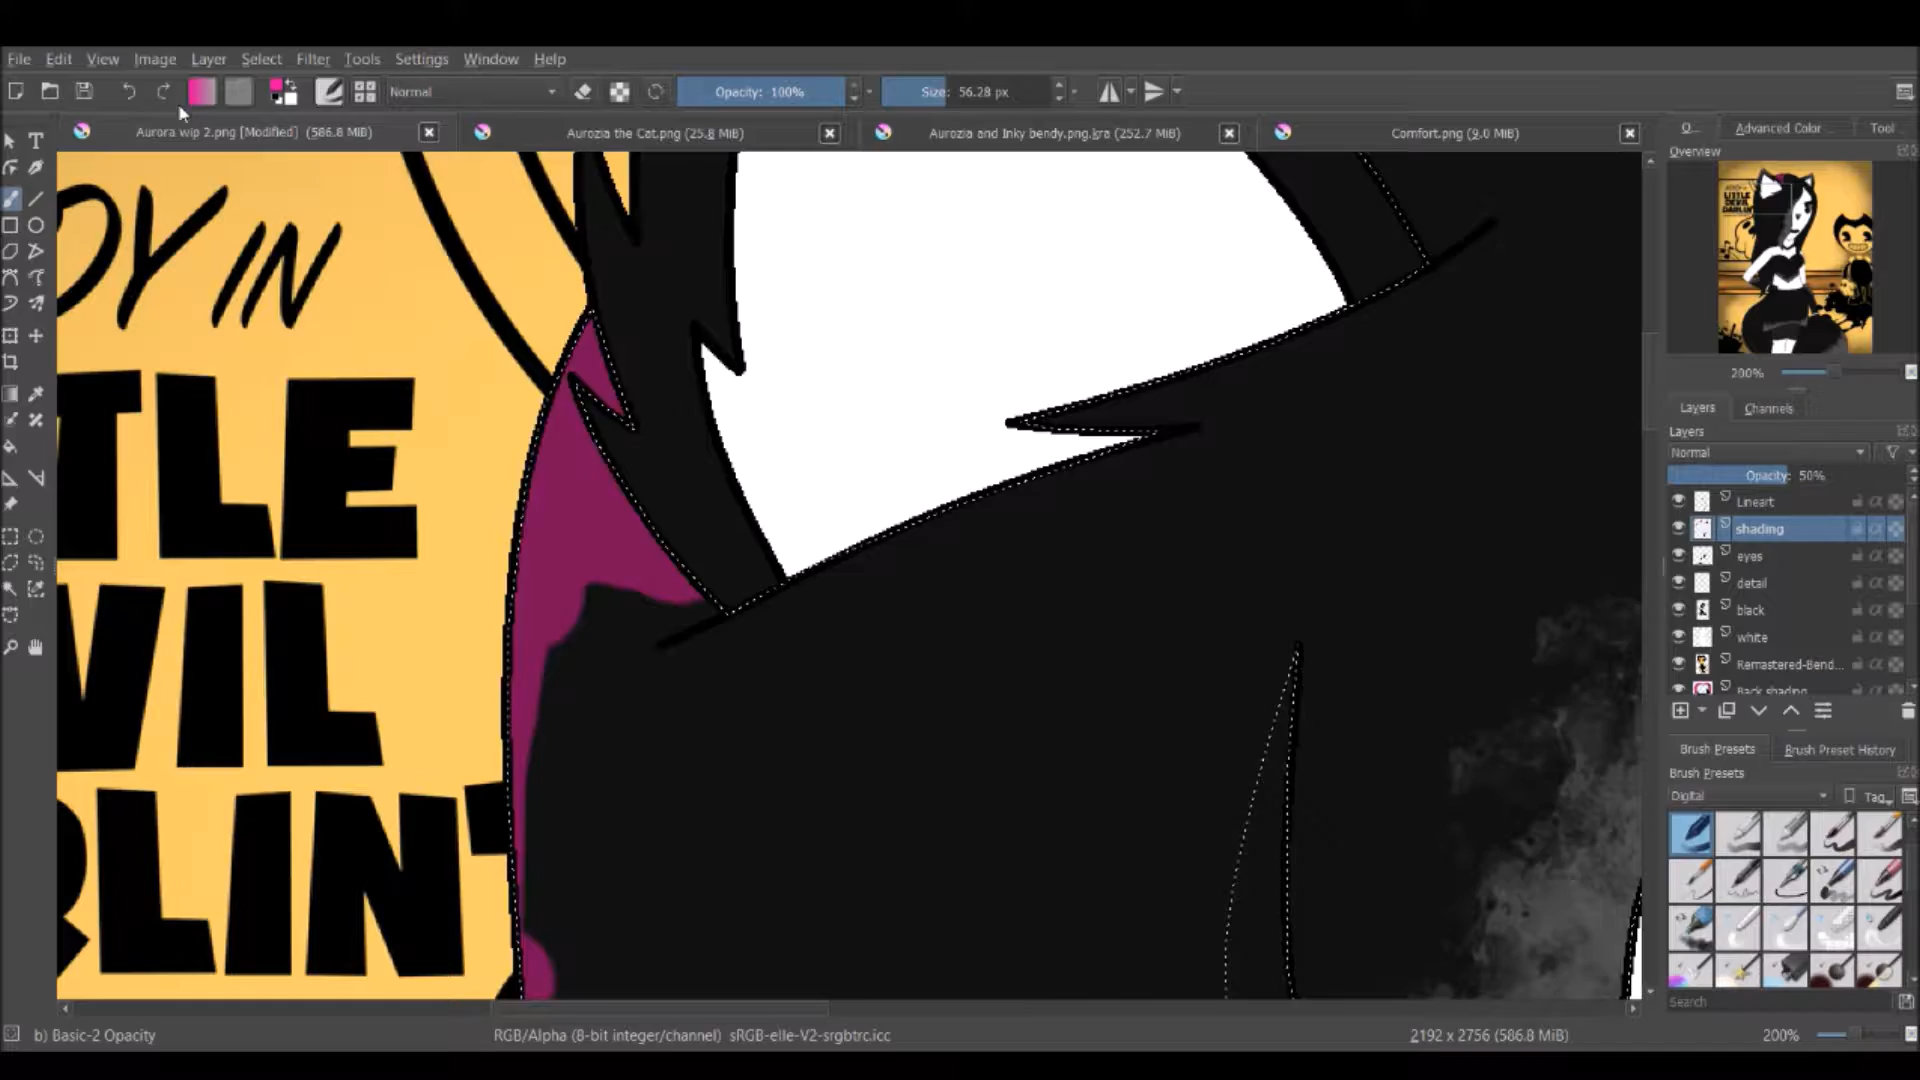 File Edit View Image Layer Select Filter Tools Settings Window Help
Normal Opacity: 100% Size: 56.28 px
Aurora wip 2.png [Modified] (586.8 MiB) Aurozia the Cat.png (25.8 MiB) Aurozia and Inky bendy.png.kra (252.7 MiB) Comfort.png (9.0 MiB)
O... Advanced Color ... Tool
Overview
LITTLE
DEVIL
DARLIN'
200%
Layers Channels
Layers
Normal
Opacity: 50%
Lineart
shading
eyes
detail
black
white
Remastered-Bend...
Back shading
Brush Presets Brush Preset History
Brush Presets
Digital Tag
Search
DY IN
TLE
VIL
RLIN'
b) Basic-2 Opacity RGB/Alpha (8-bit integer/channel) sRGB-elle-V2-srgbtrc.icc 2192 x 2756 (586.8 MiB) 200%